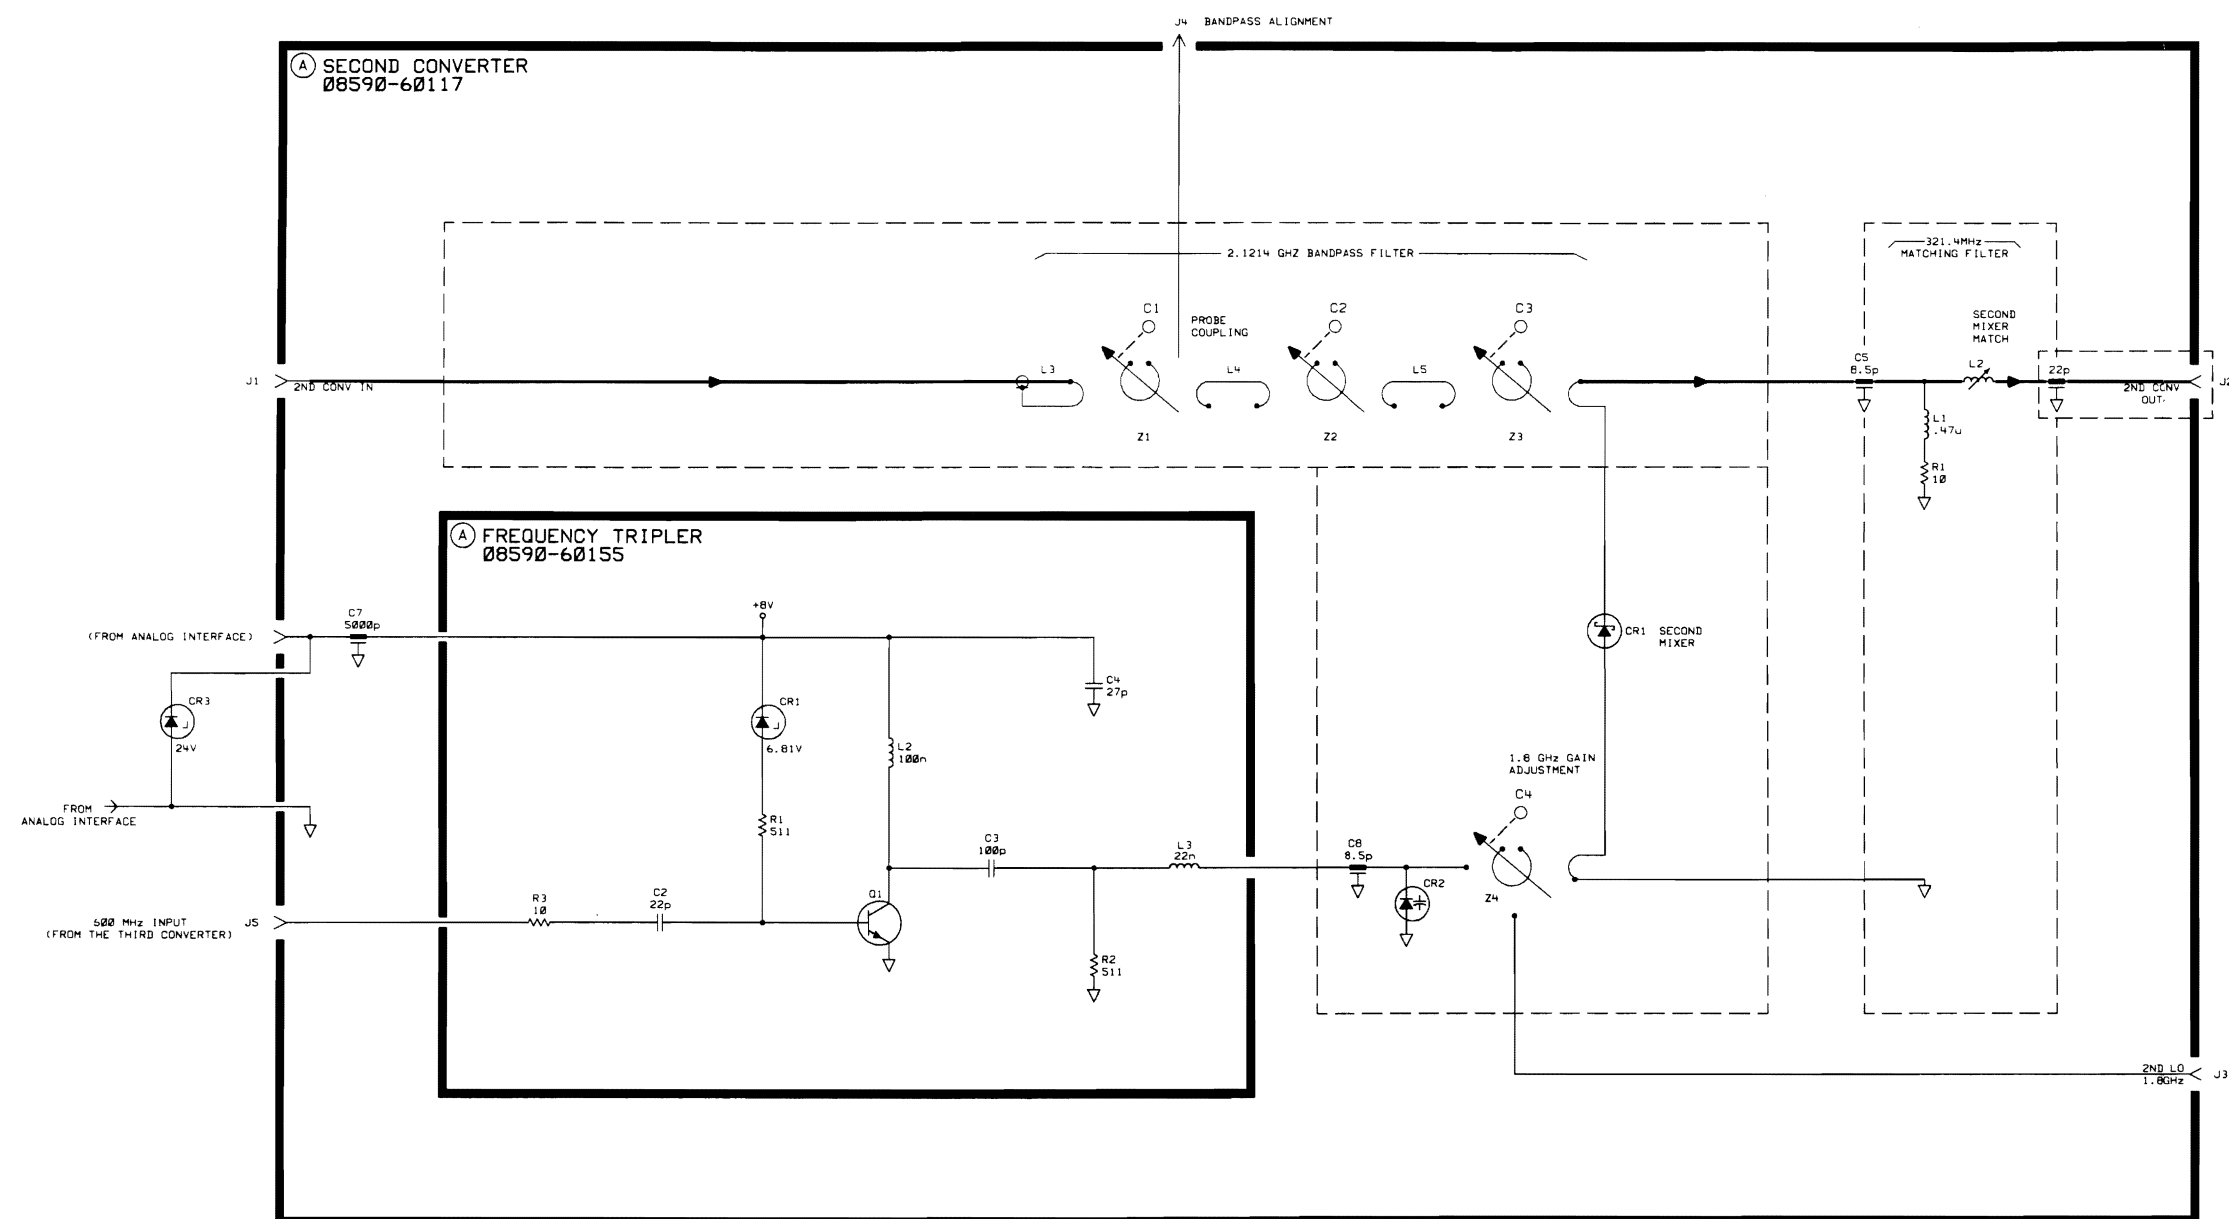 J4 BANDPASS ALIGNMENT
A SECOND CONVERTER
08590-60117
2.1214 GHZ BANDPASS FILTER
321.4MHz
MATCHING FILTER
C1
C2
C3
PROBE
COUPLING
SECOND
MIXER
MATCH
J1
2ND CONV IN
L3
L4
L5
C5
8.5p
L2
22p
2ND CONV
OUT
J2
Z1
Z2
Z3
L1
.47u
R1
10
A FREQUENCY TRIPLER
08590-60155
(FROM ANALOG INTERFACE)
C7
5000p
+8V
CR1 SECOND
MIXER
CR3
24V
CR1
6.81V
C4
27p
L2
100n
1.8 GHz GAIN
ADJUSTMENT
C4
FROM
ANALOG INTERFACE
R1
511
C3
100p
L3
22n
C8
8.5p
CR2
Z4
600 MHz INPUT
(FROM THE THIRD CONVERTER)
J5
R3
10
C2
22p
Q1
R2
511
2ND LO
1.8GHz
J3